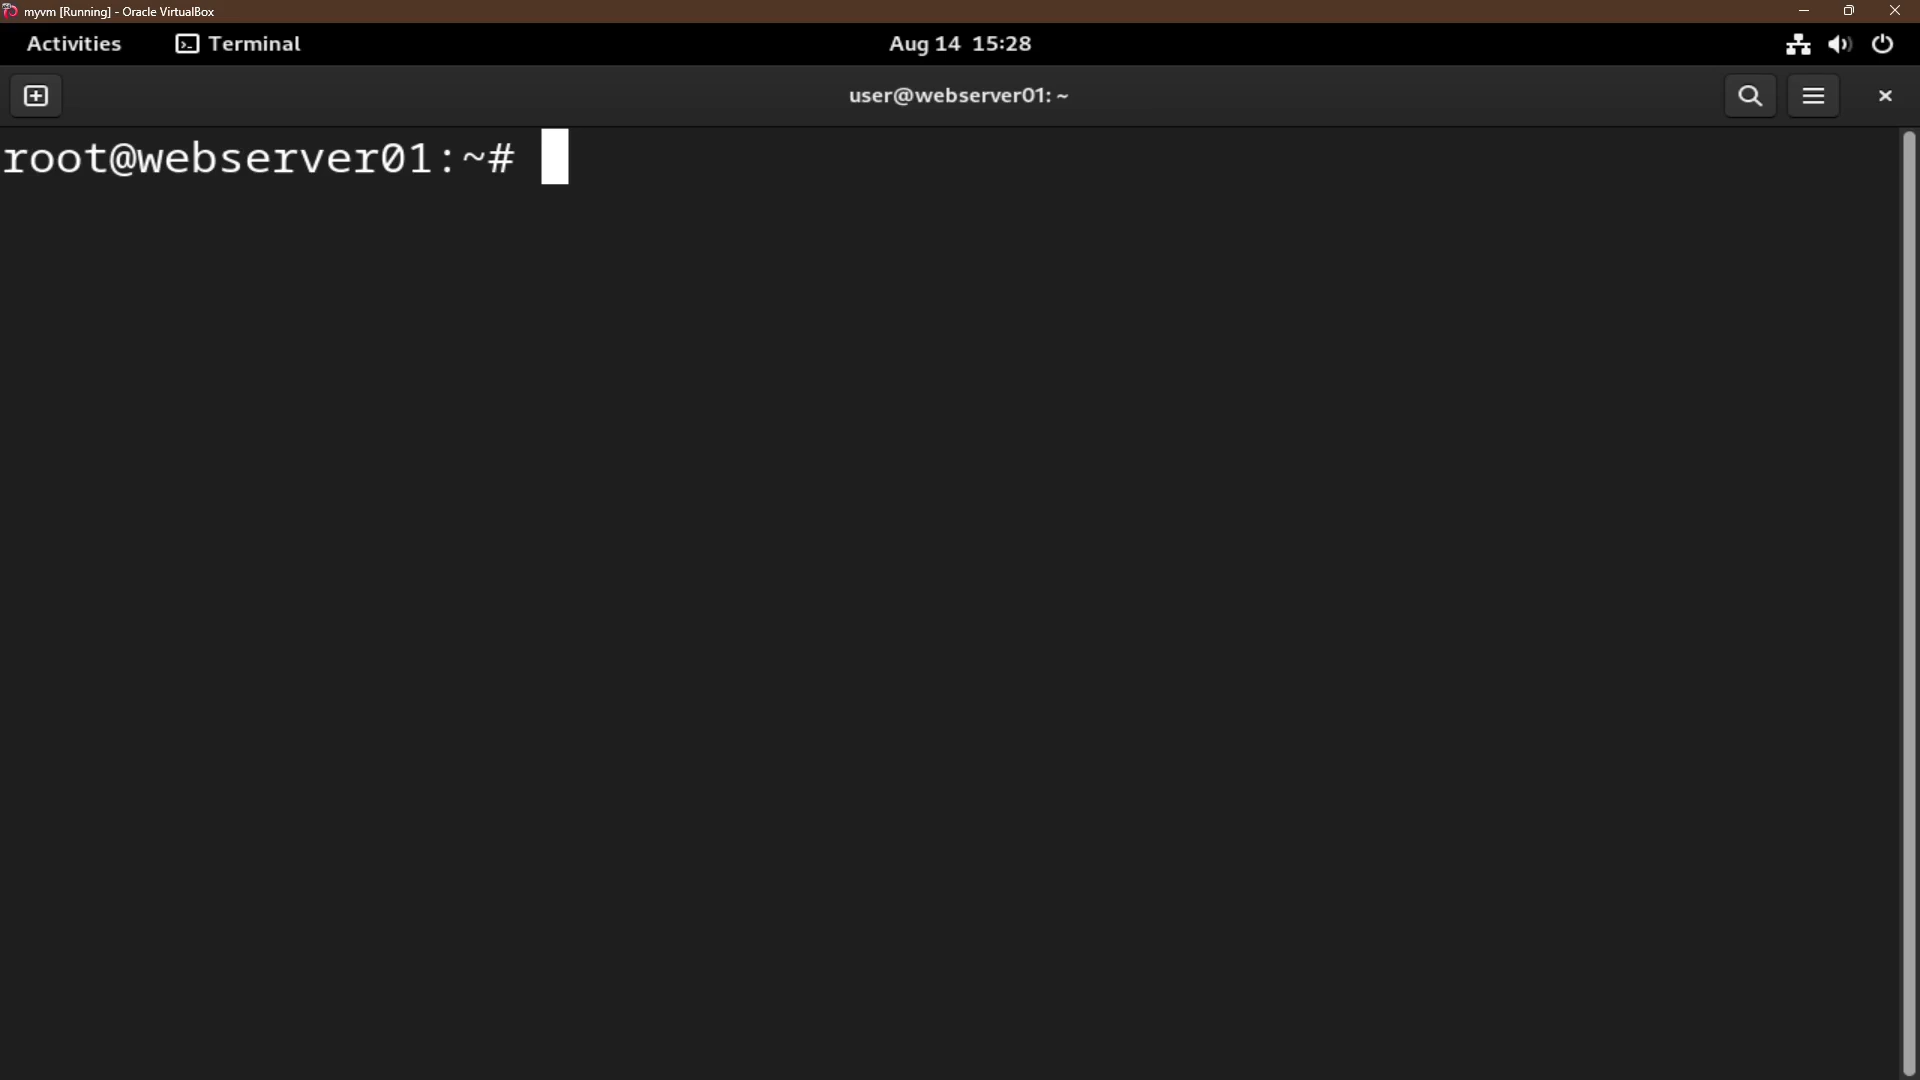 myvm [Running] - Oracle VirtualBox
Activities Terminal Aug 14 15:28
user@webserver01: ~
root@webserver01:~#